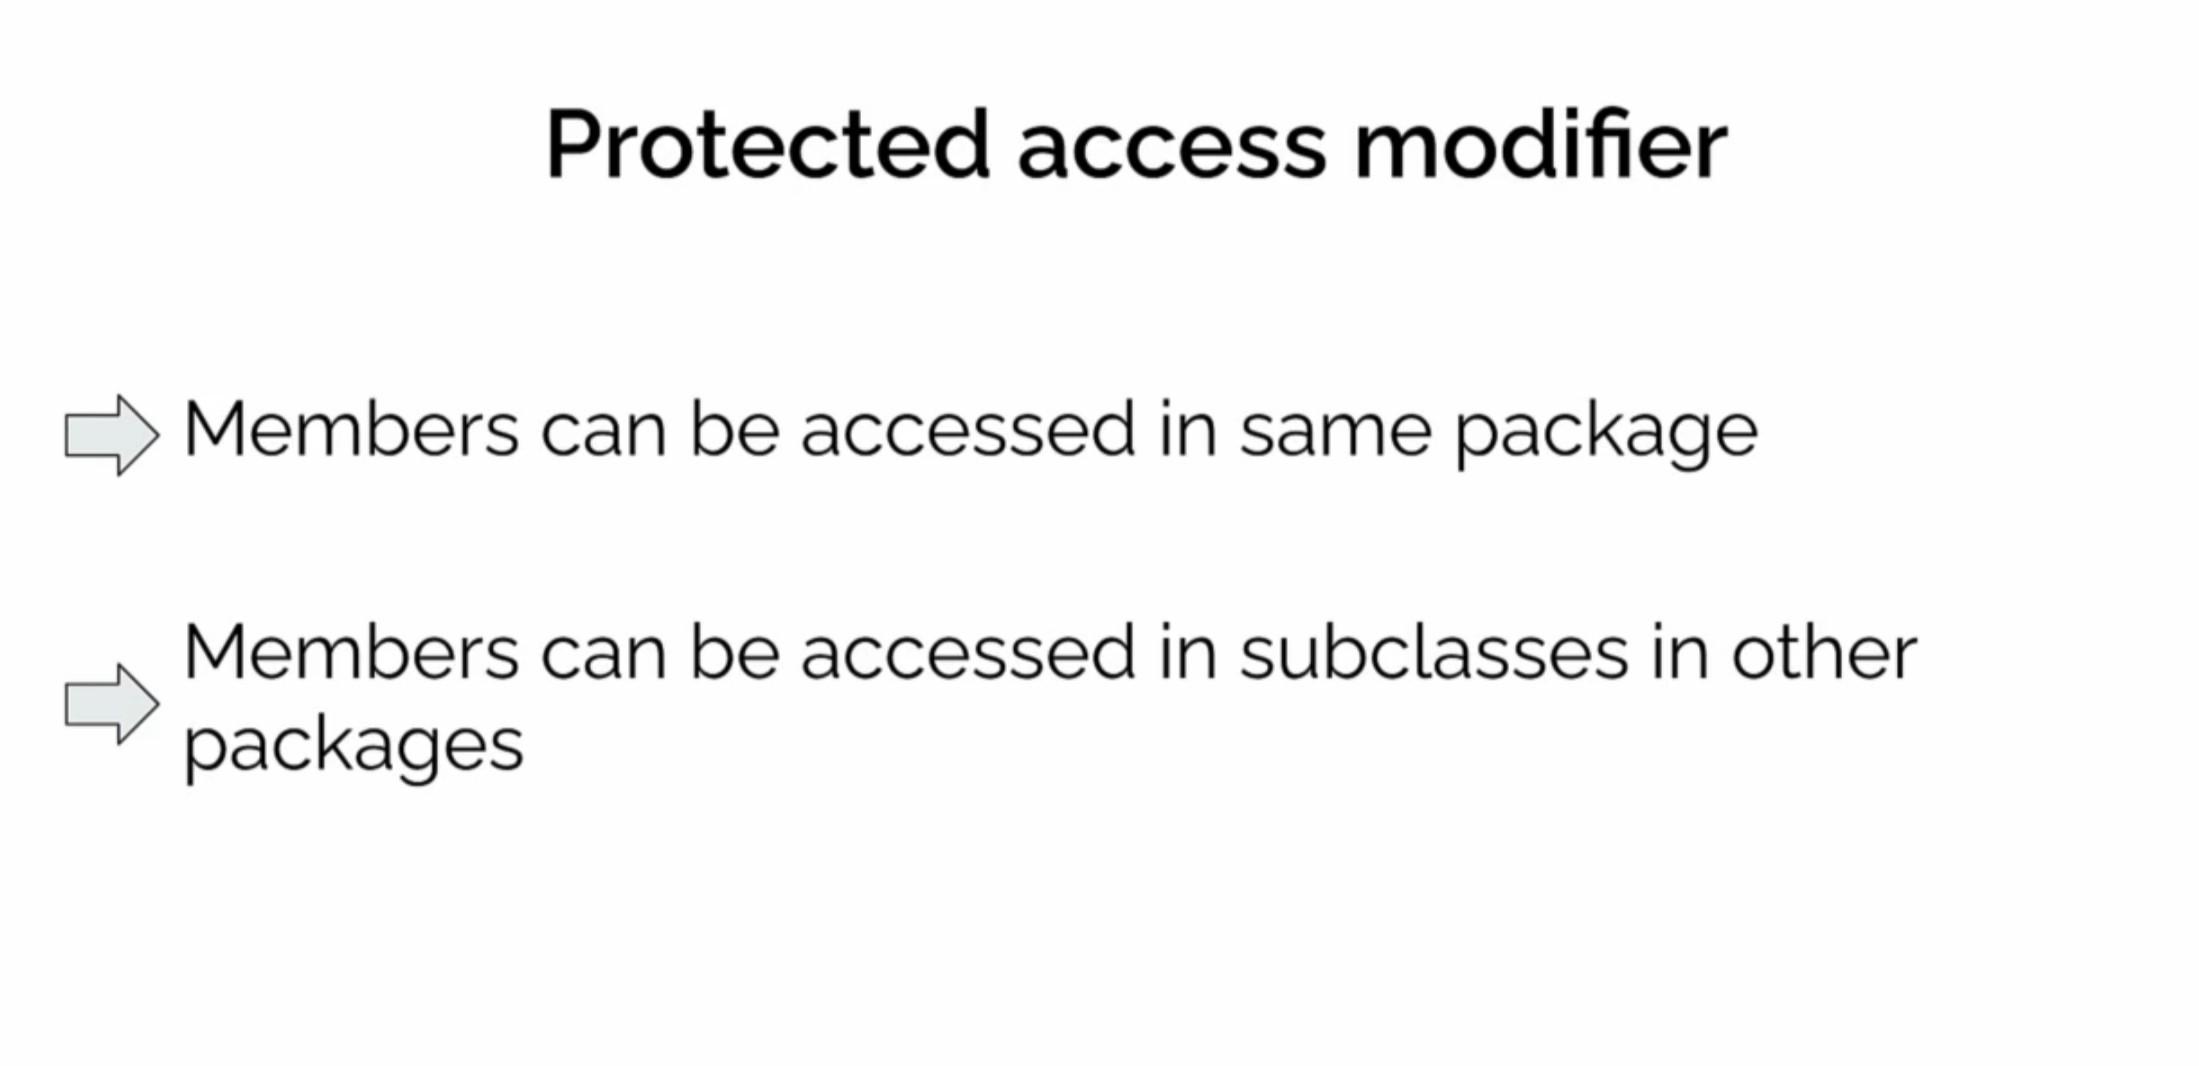 Protected access modifier
Members can be accessed in same package
Members can be accessed in subclasses in other
packages